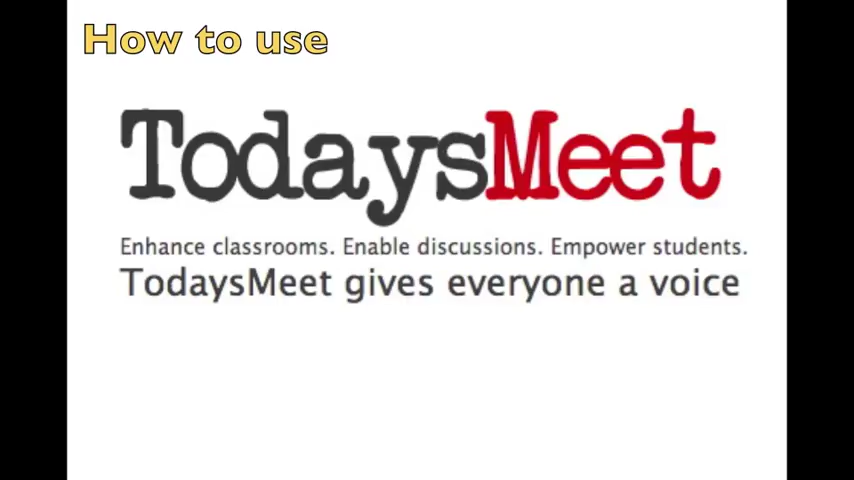 How to use
TodaysMeet
Enhance classrooms. Enable discussions. Empower students.
TodaysMeet gives everyone a voice